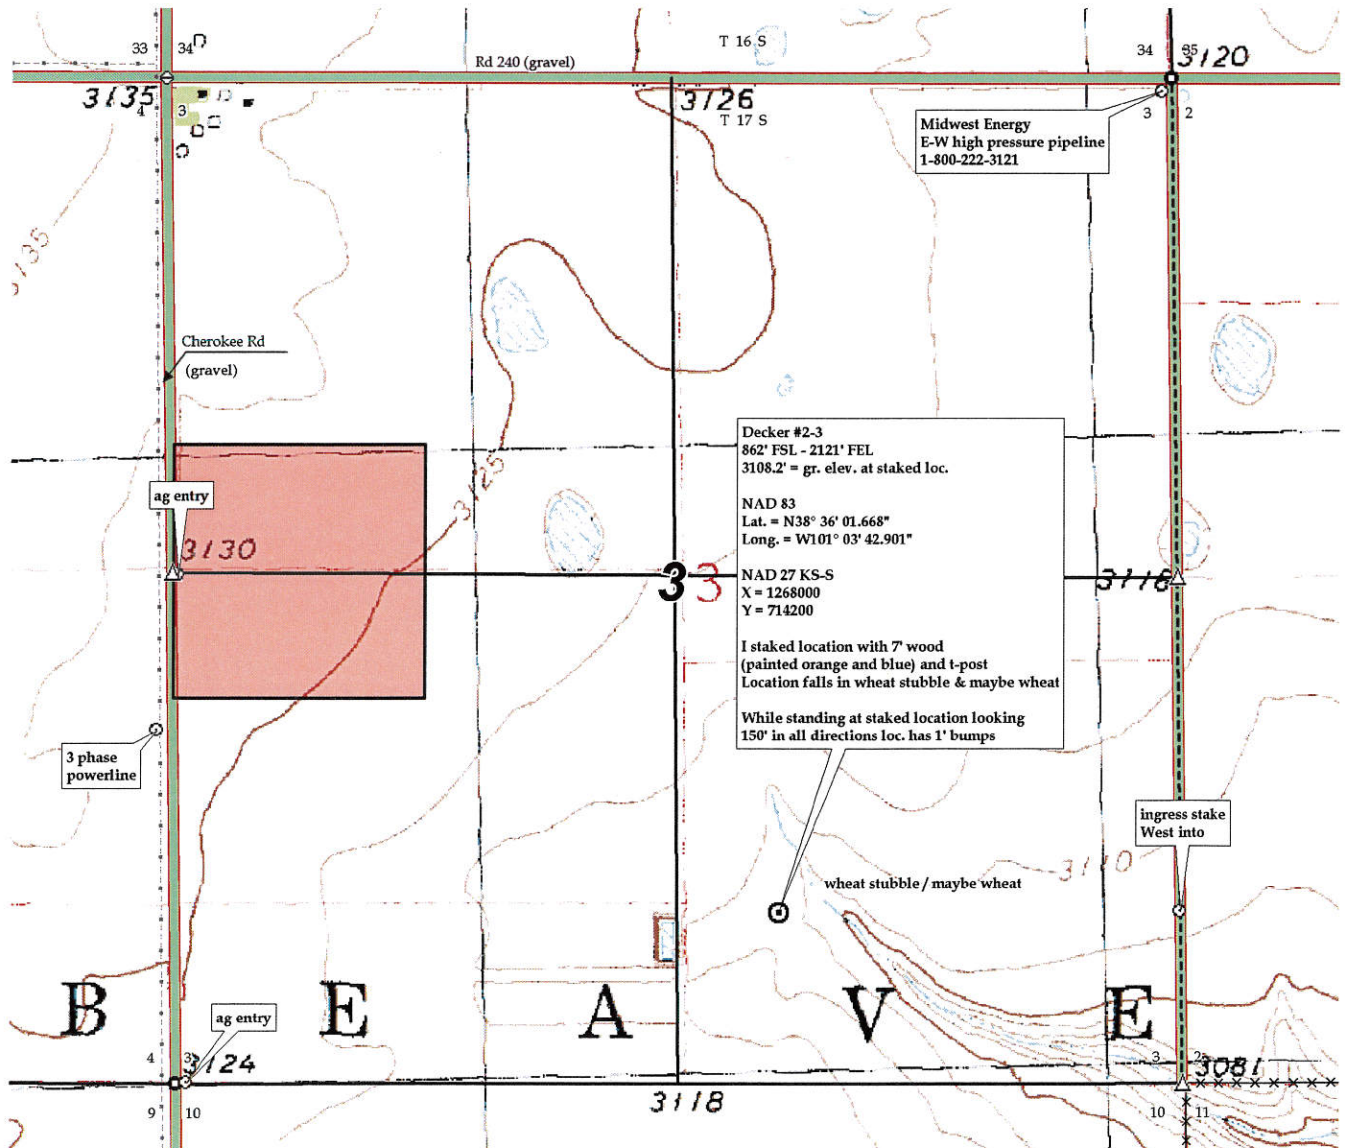 T 16 S
33
34
34
35
3120
Rd 240 (gravel)
3135
4
3
3126
T 17 S
3
2
Midwest Energy
E-W high pressure pipeline
1-800-222-3121
3135
Cherokee Rd
(gravel)
Decker #2-3
862' FSL - 2121' FEL
3108.2' = gr. elev. at staked loc.
NAD 83
Lat. = N38° 36' 01.668"
Long. = W101° 03' 42.901"
NAD 27 KS-S
X = 1268000
Y = 714200
I staked location with 7' wood
(painted orange and blue) and t-post
Location falls in wheat stubble & maybe wheat
While standing at staked location looking
150' in all directions loc. has 1' bumps
3125
ag entry
3130
3
3
3116
3 phase
powerline
ingress stake
West into
3110
wheat stubble / maybe wheat
B E A V E
ag entry
4
3
3124
3
2
3081
9
10
3118
10
11